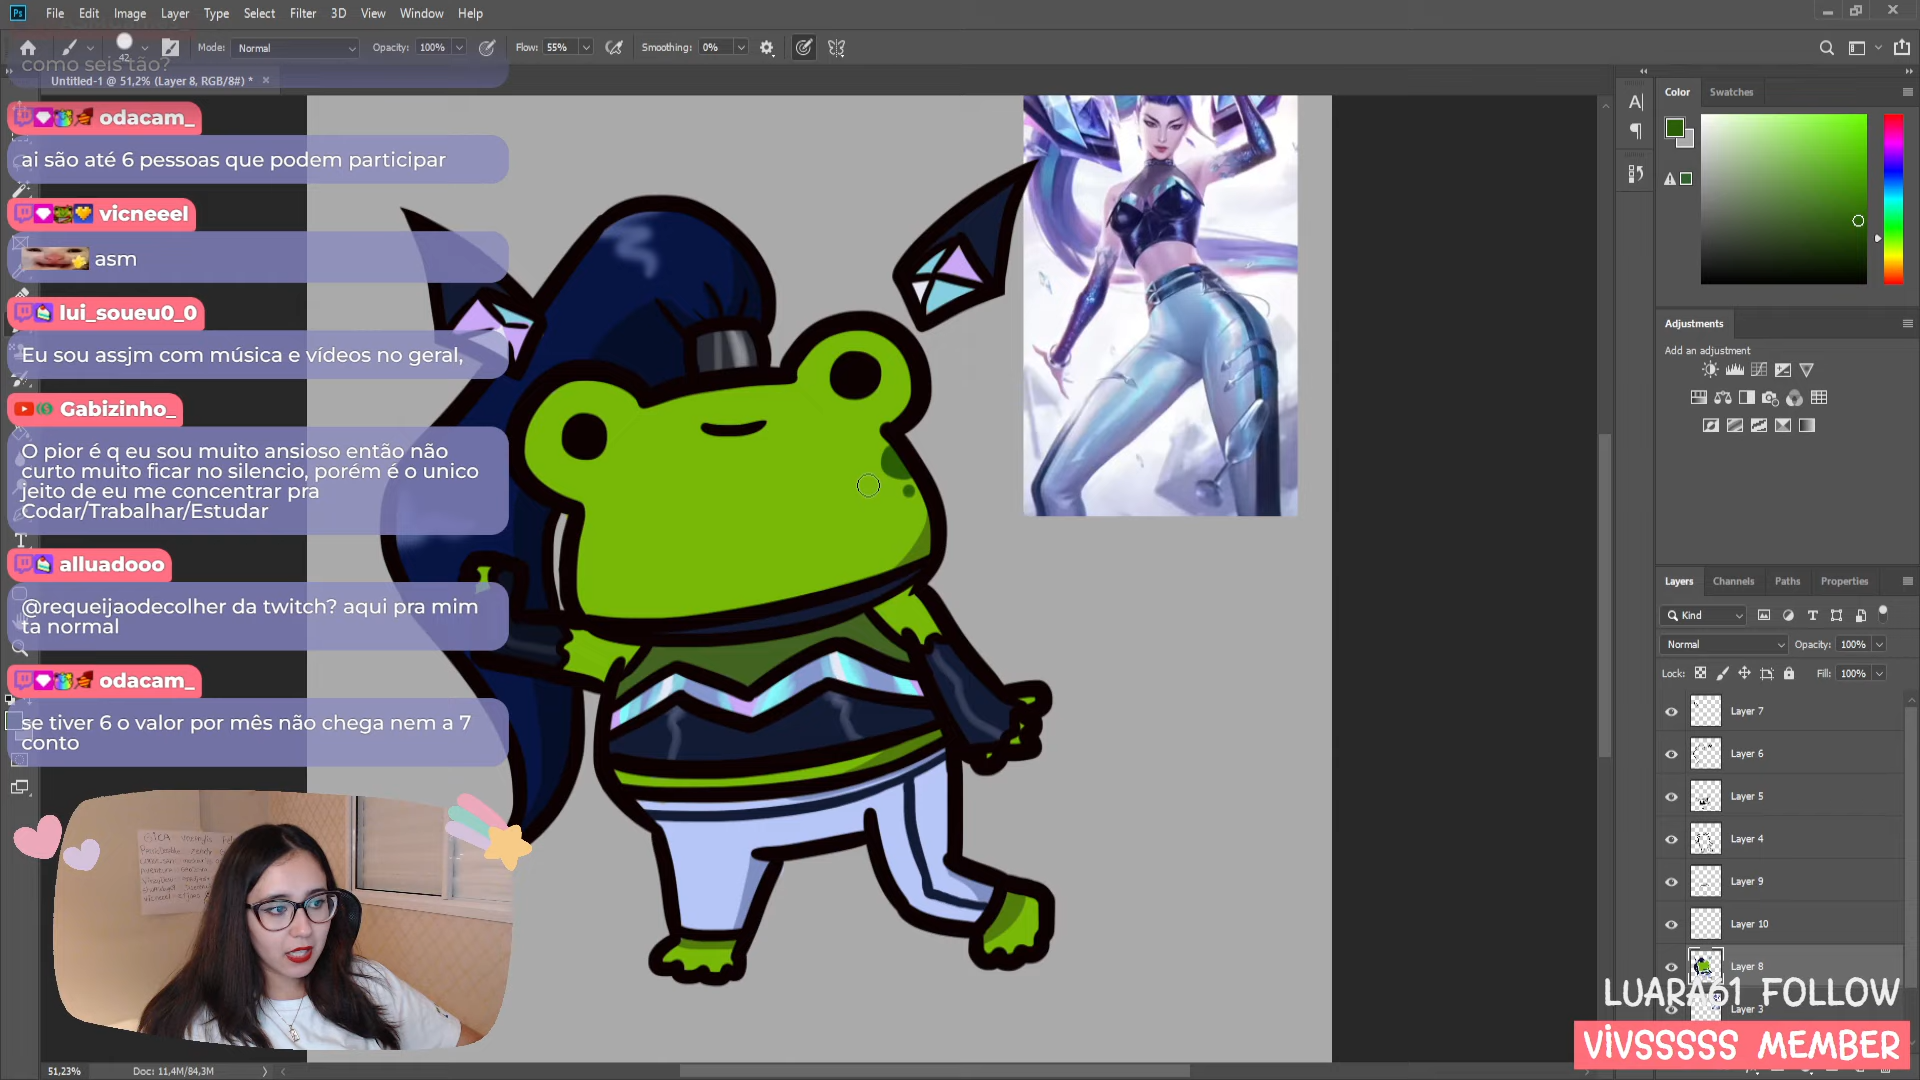 Ps File Edit Image Layer Type Select Filter 3D View Window Help
42 Mode: Normal Opacity: 100% Flow: 55% Smoothing: 0%
como seis tão?
Untitled-1 @ 51,2% (Layer 8, RGB/8#) * ×
odacam_
ai são até 6 pessoas que podem participar
vicneeel
asm
lui_soueu0_0
Eu sou assjm com música e vídeos no geral,
Gabizinho_
O pior é q eu sou muito ansioso então não
curto muito ficar no silencio, porém é o unico
jeito de eu me concentrar pra
Codar/Trabalhar/Estudar
alluadooo
@requeijaodecolher da twitch? aqui pra mim
ta normal
odacam_
se tiver 6 o valor por mês não chega nem a 7
conto
51,23% Doc: 11,4M/84,3M
Color Swatches
Adjustments
Add an adjustment
Layers Channels Paths Properties
Kind
Normal Opacity: 100%
Lock: Fill: 100%
Layer 7
Layer 6
Layer 5
Layer 4
Layer 9
Layer 10
Layer 8
Layer 3
LUARA61 FOLLOW
VIVSSSSS MEMBER